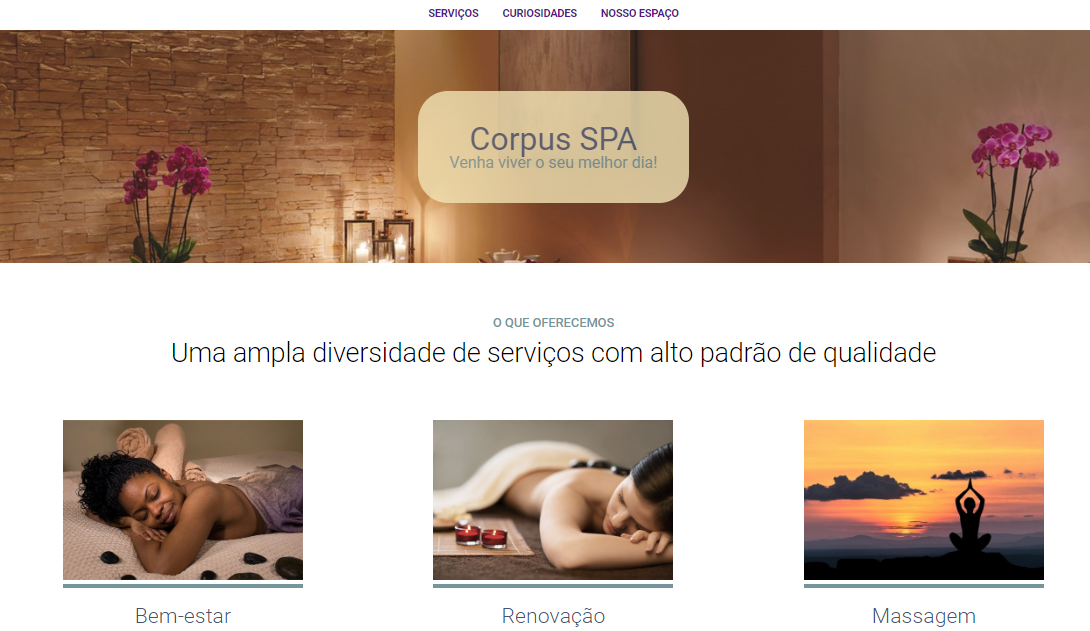 SERVIÇOS CURIOSIDADES NOSSO ESPAÇO
Corpus SPA
Venha viver o seu melhor dia!
O QUE OFERECEMOS
Uma ampla diversidade de serviços com alto padrão de qualidade
Bem-estar Renovação Massagem